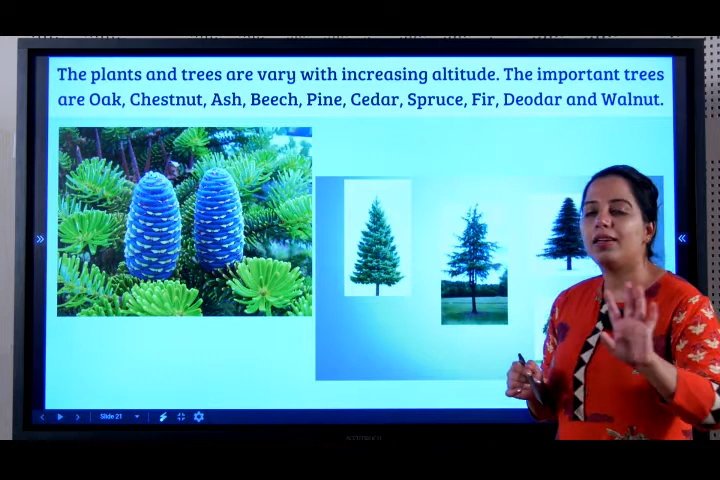 The plants and trees are vary with increasing altitude. The important trees
are Oak, Chestnut, Ash, Beech, Pine, Cedar, Spruce, Fir, Deodar and Walnut.
Slide 21